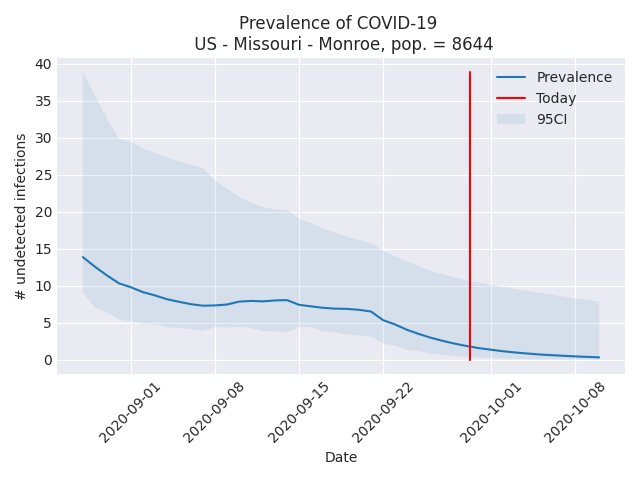 Prevalence of COVID-19
US - Missouri - Monroe, pop. = 8644
40
35
30
25
20
15
10
5
0
# undetected infections
Prevalence
Today
95CI
2020-09-01
2020-09-08
2020-09-15
2020-09-22
2020-10-01
2020-10-08
Date